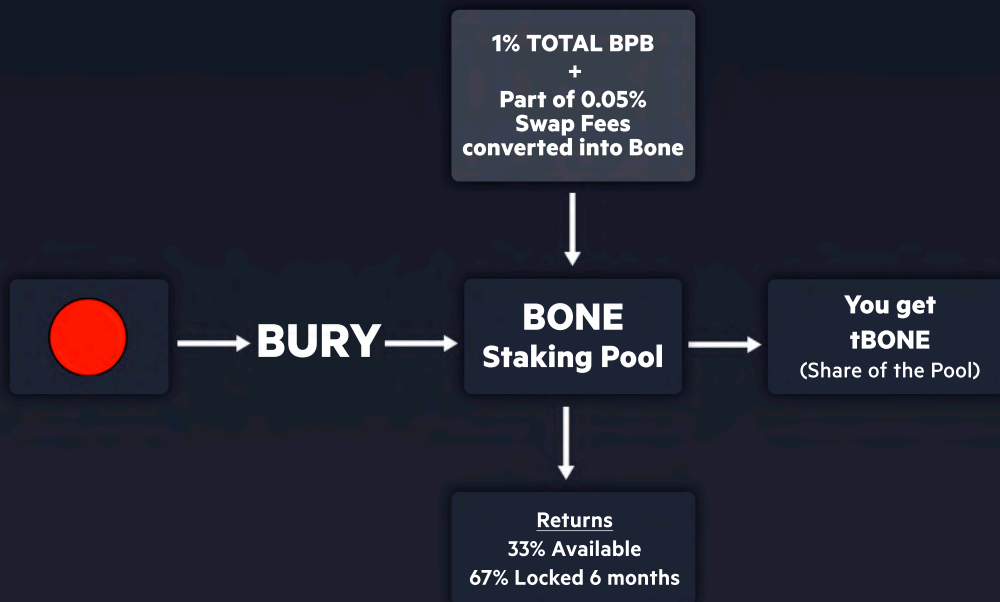 1% TOTAL BPB
+
Part of 0.05%
Swap Fees
converted into Bone
BURY
BONE
Staking Pool
You get
tBONE
(Share of the Pool)
Returns
33% Available
67% Locked 6 months